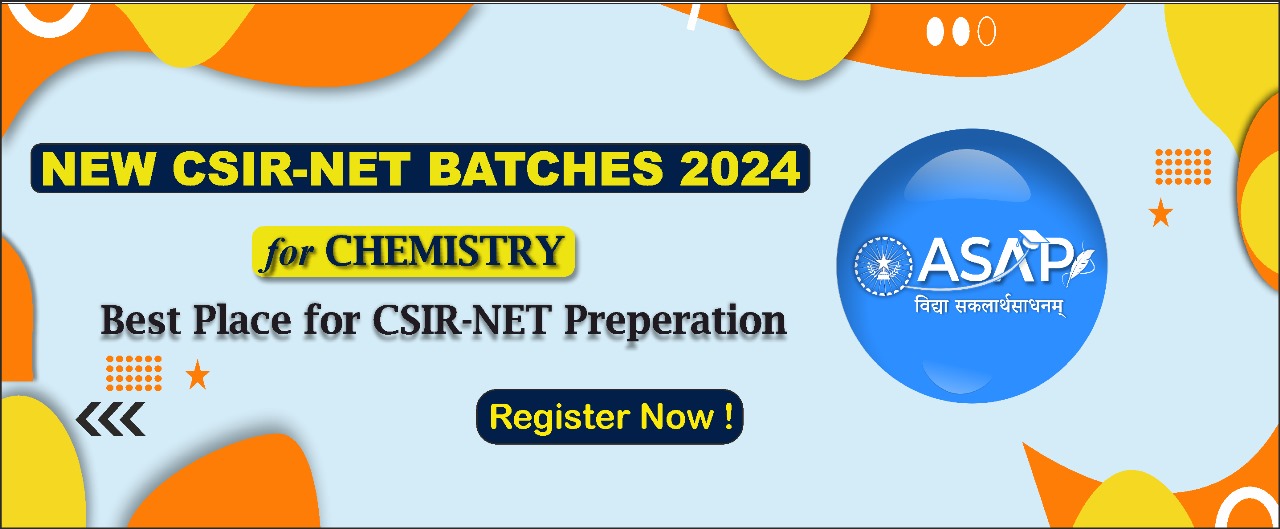 NEW CSIR-NET BATCHES 2024
for CHEMISTRY
Best Place for CSIR-NET Preperation
Register Now !
ASAP
विद्या सकलार्थसाधनम्